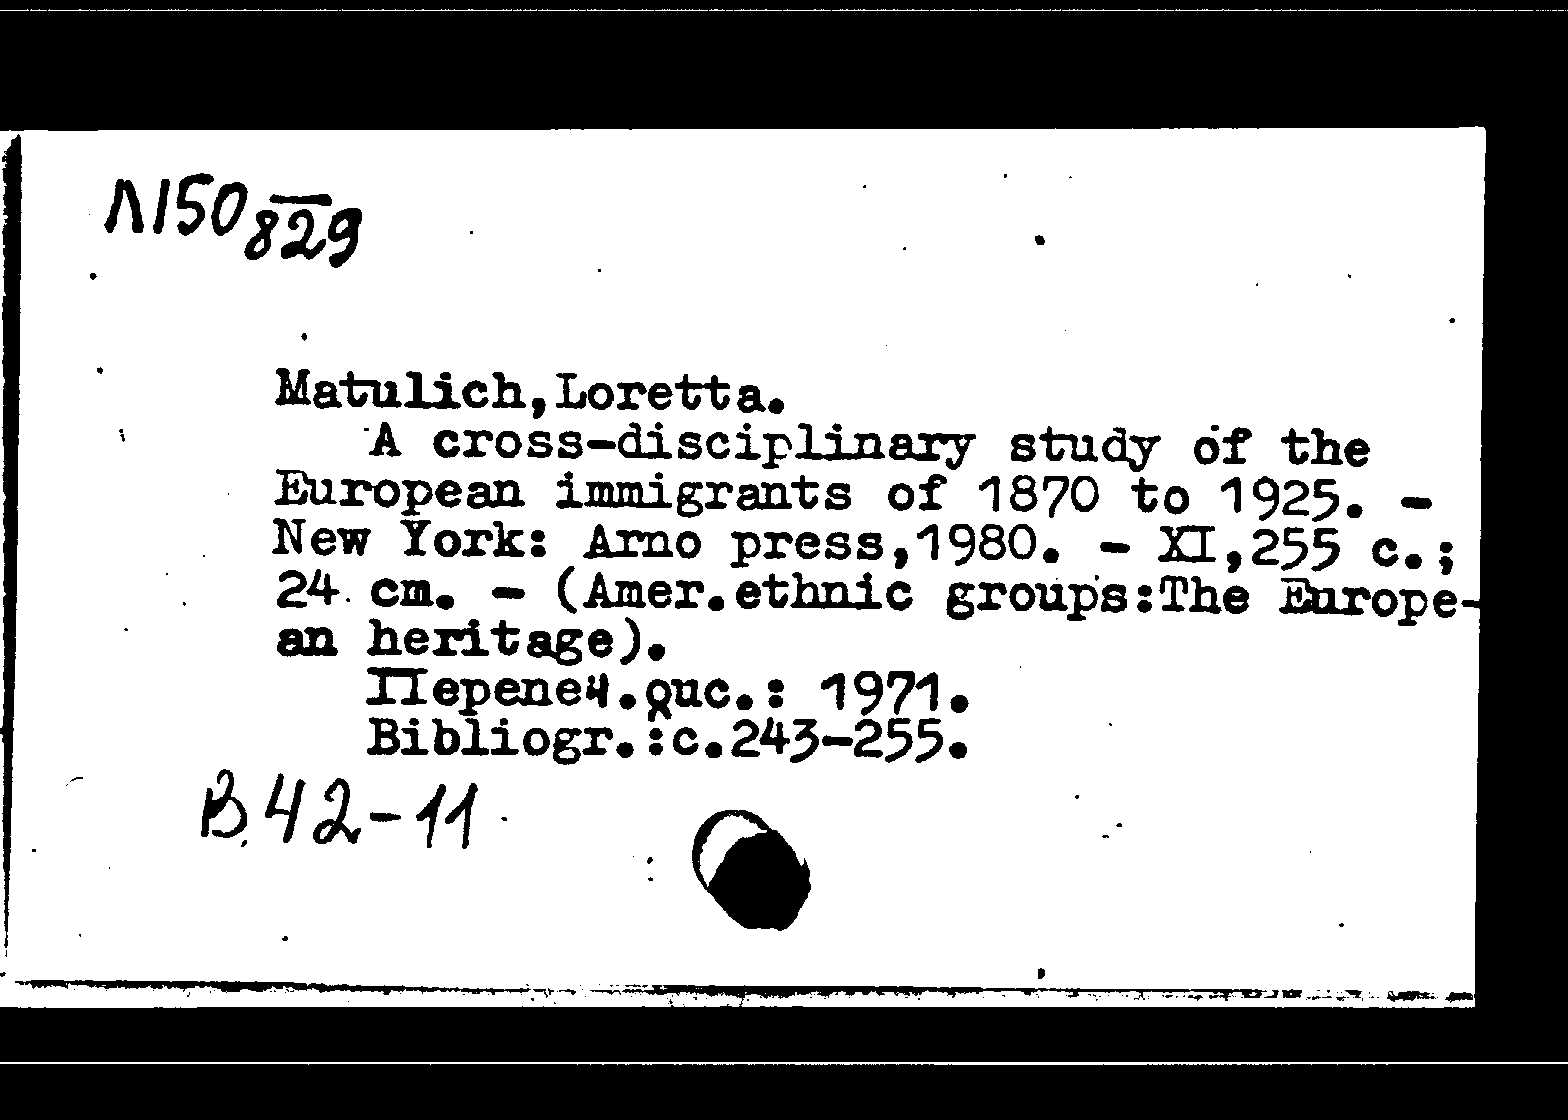 Л150
829
Matulich,Loretta.
A cross-disciplinary study of the
European immigrants of 1870 to 1925. -
New York: Arno press,1980. - XI,255 c.;
24 cm. - (Amer.ethnic groups:The Europe-
an heritage).
Перепеч.дис.: 1971.
Bibliogr.:c.243-255.
В.42-11